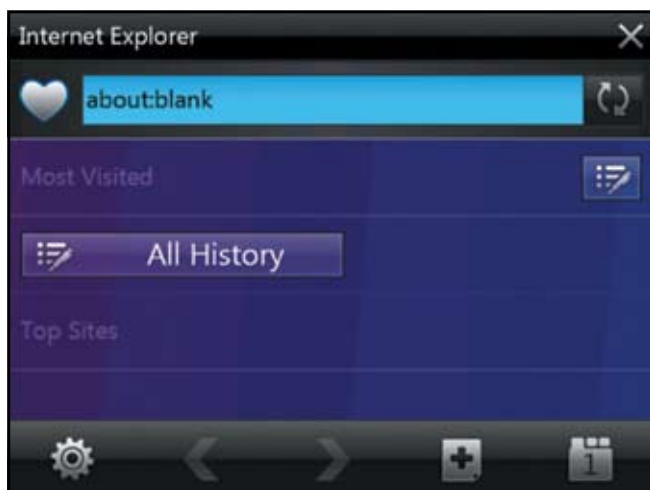 Internet Explorer
about:blank
Most Visited
All History
Top Sites
1